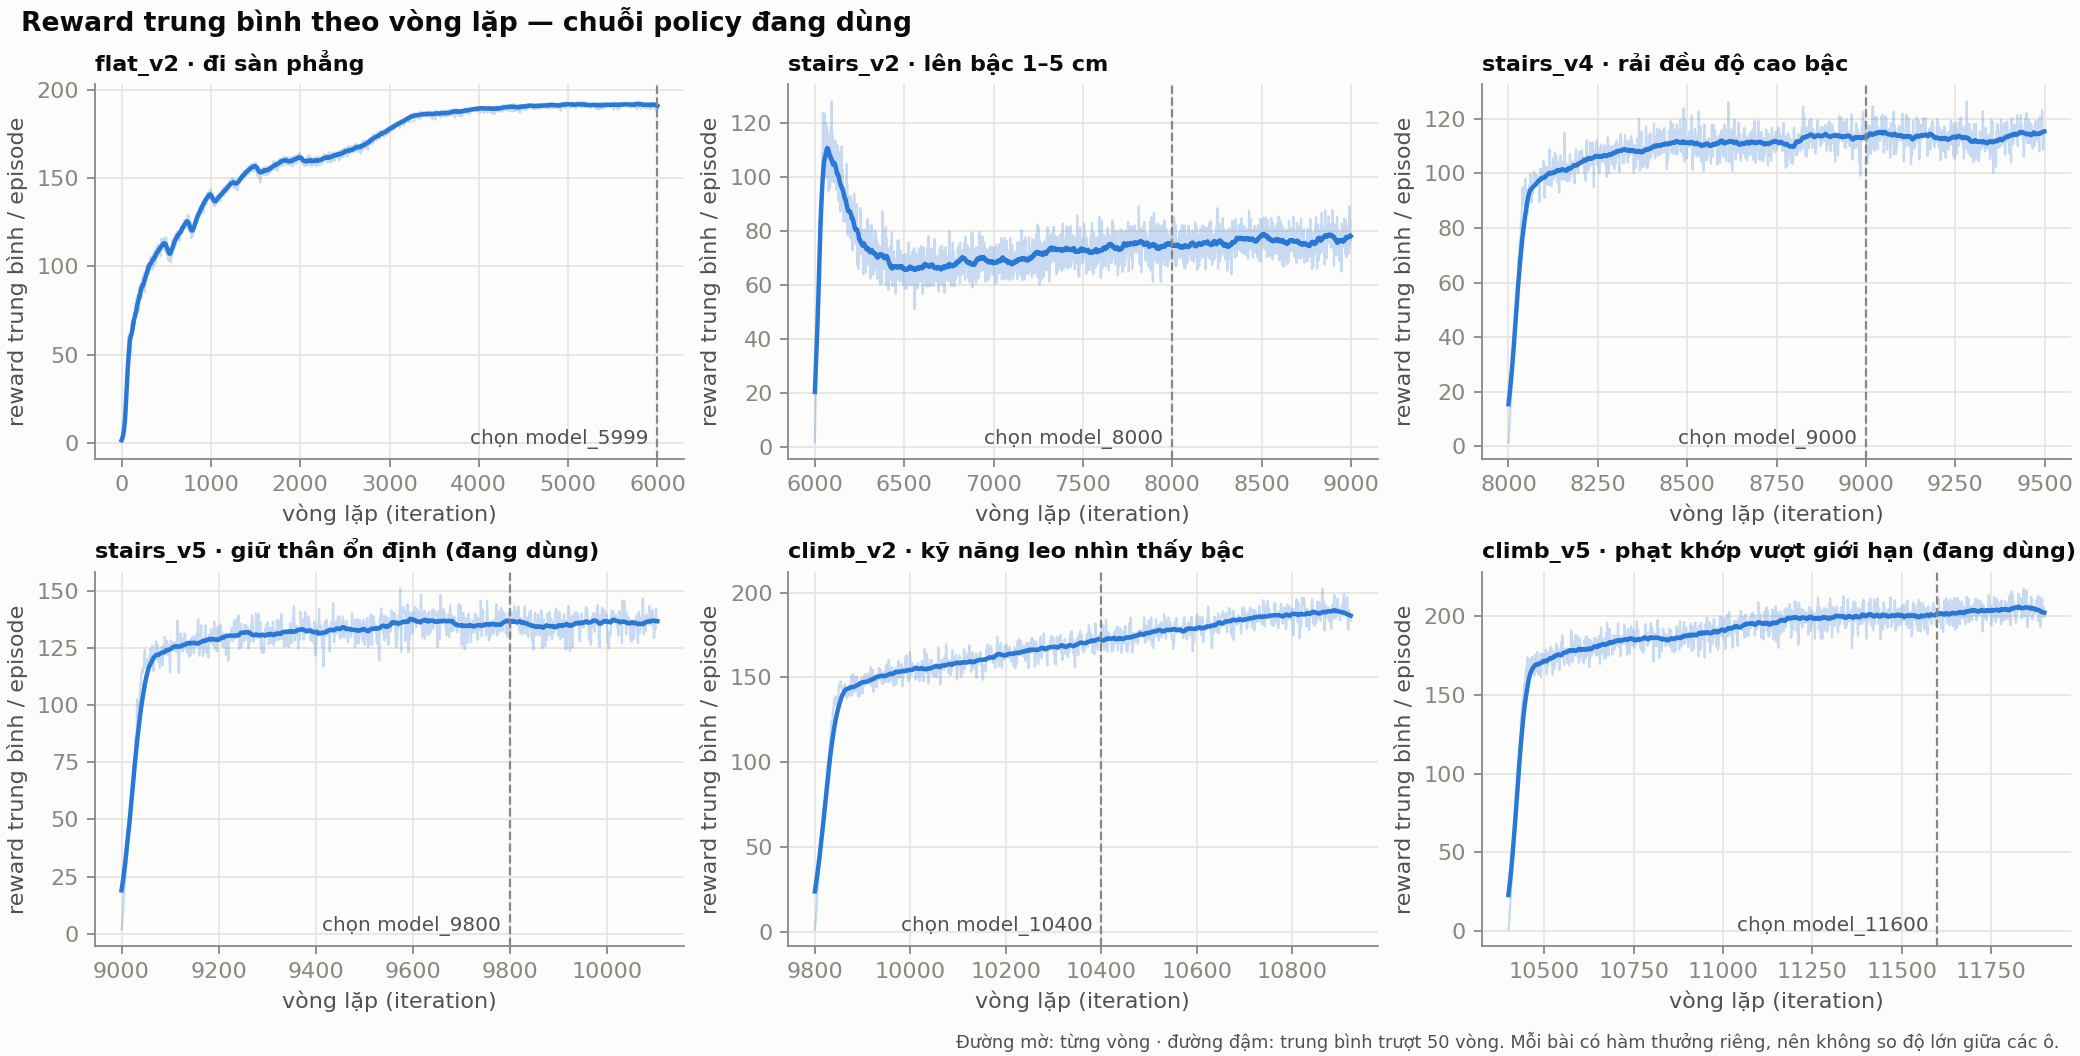 Reward trung bình theo vòng lặp — chuỗi policy đang dùng
flat_v2 · đi sàn phẳng
reward trung bình / episode
200
150
100
50
0
chọn model_5999
0 1000 2000 3000 4000 5000 6000
vòng lặp (iteration)
stairs_v2 · lên bậc 1–5 cm
reward trung bình / episode
120
100
80
60
40
20
0
chọn model_8000
6000 6500 7000 7500 8000 8500 9000
vòng lặp (iteration)
stairs_v4 · rải đều độ cao bậc
reward trung bình / episode
120
100
80
60
40
20
0
chọn model_9000
8000 8250 8500 8750 9000 9250 9500
vòng lặp (iteration)
stairs_v5 · giữ thân ổn định (đang dùng)
reward trung bình / episode
150
125
100
75
50
25
0
chọn model_9800
9000 9200 9400 9600 9800 10000
vòng lặp (iteration)
climb_v2 · kỹ năng leo nhìn thấy bậc
reward trung bình / episode
200
150
100
50
0
chọn model_10400
9800 10000 10200 10400 10600 10800
vòng lặp (iteration)
climb_v5 · phạt khớp vượt giới hạn (đang dùng)
reward trung bình / episode
200
150
100
50
0
chọn model_11600
10500 10750 11000 11250 11500 11750
vòng lặp (iteration)
Đường mờ: từng vòng · đường đậm: trung bình trượt 50 vòng. Mỗi bài có hàm thưởng riêng, nên không so độ lớn giữa các ô.